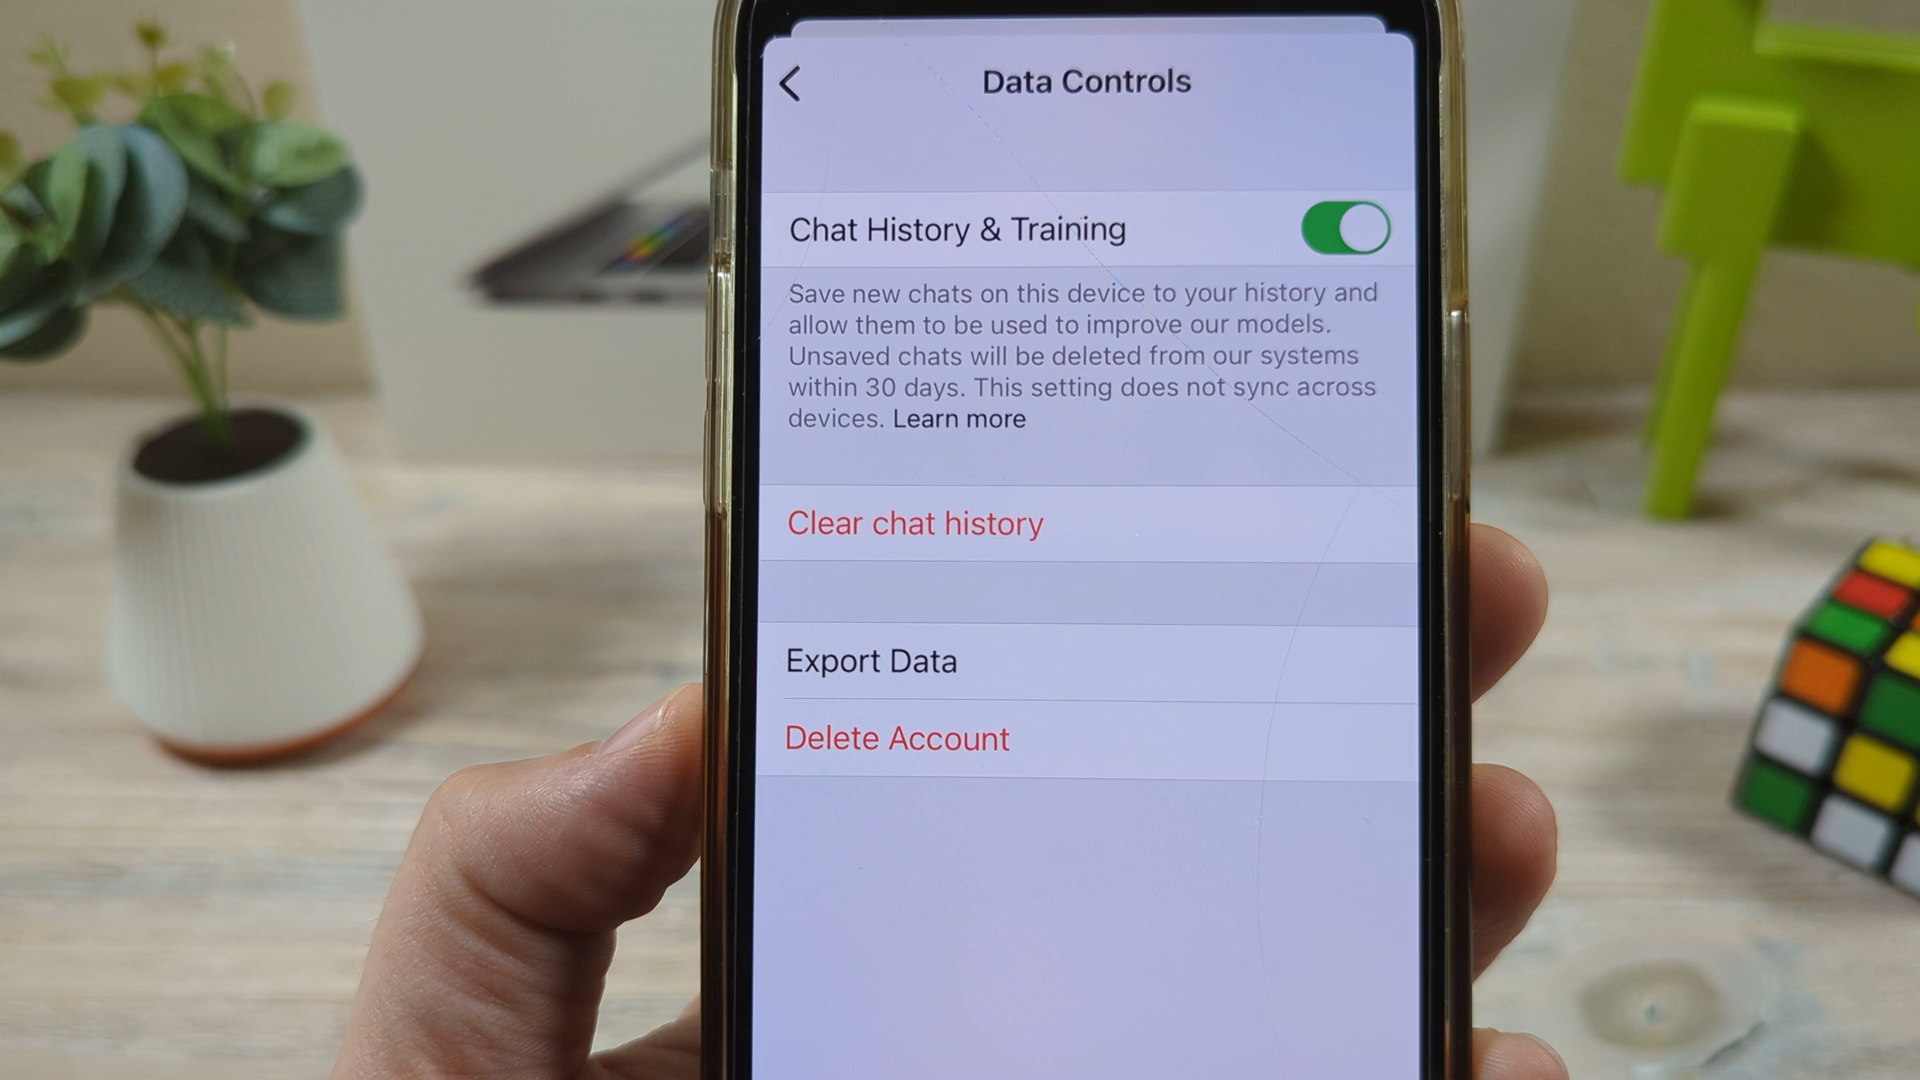 Data Controls
Chat History & Training
Save new chats on this device to your history and
allow them to be used to improve our models.
Unsaved chats will be deleted from our systems
within 30 days. This setting does not sync across
devices. Learn more
Clear chat history
Export Data
Delete Account